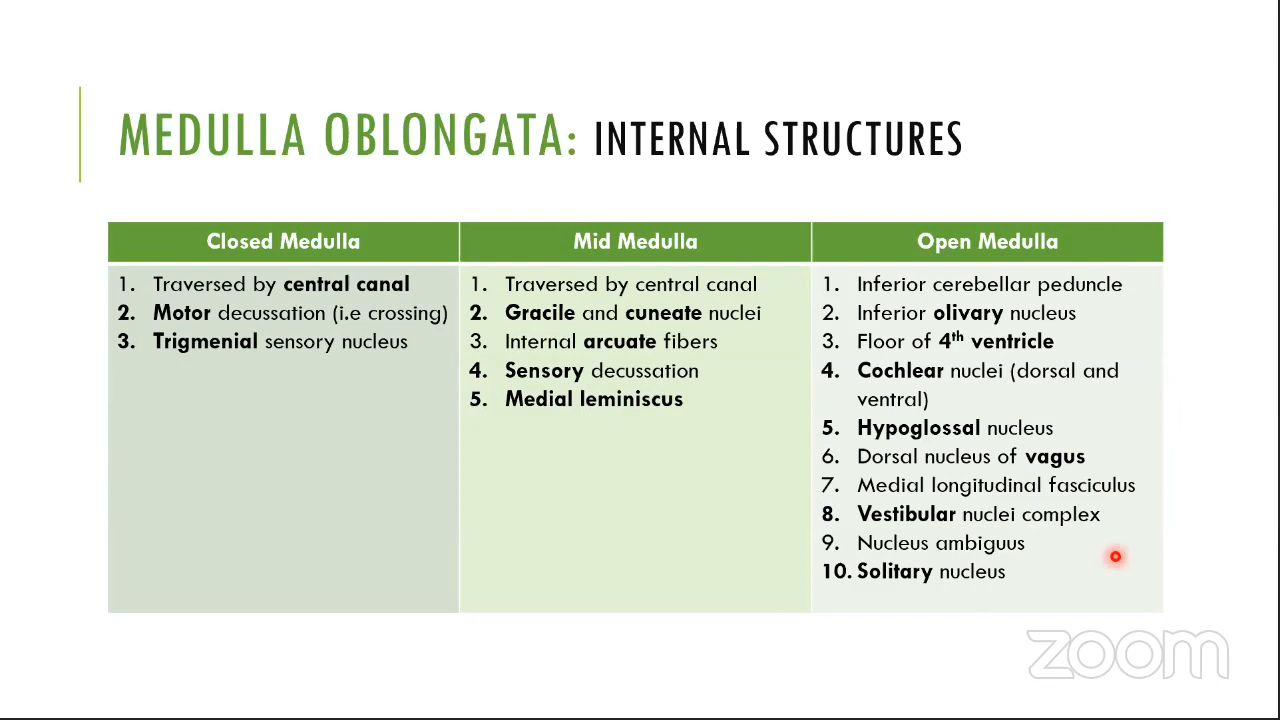 MEDULLA OBLONGATA: INTERNAL STRUCTURES
Closed Medulla
1. Traversed by central canal
2. Motor decussation (i.e crossing)
3. Trigmenial sensory nucleus
Mid Medulla
1. Traversed by central canal
2. Gracile and cuneate nuclei
3. Internal arcuate fibers
4. Sensory decussation
5. Medial leminiscus
Open Medulla
1. Inferior cerebellar peduncle
2. Inferior olivary nucleus
3. Floor of 4th ventricle
4. Cochlear nuclei (dorsal and
ventral)
5. Hypoglossal nucleus
6. Dorsal nucleus of vagus
7. Medial longitudinal fasciculus
8. Vestibular nuclei complex
9. Nucleus ambiguus
10. Solitary nucleus
zoom